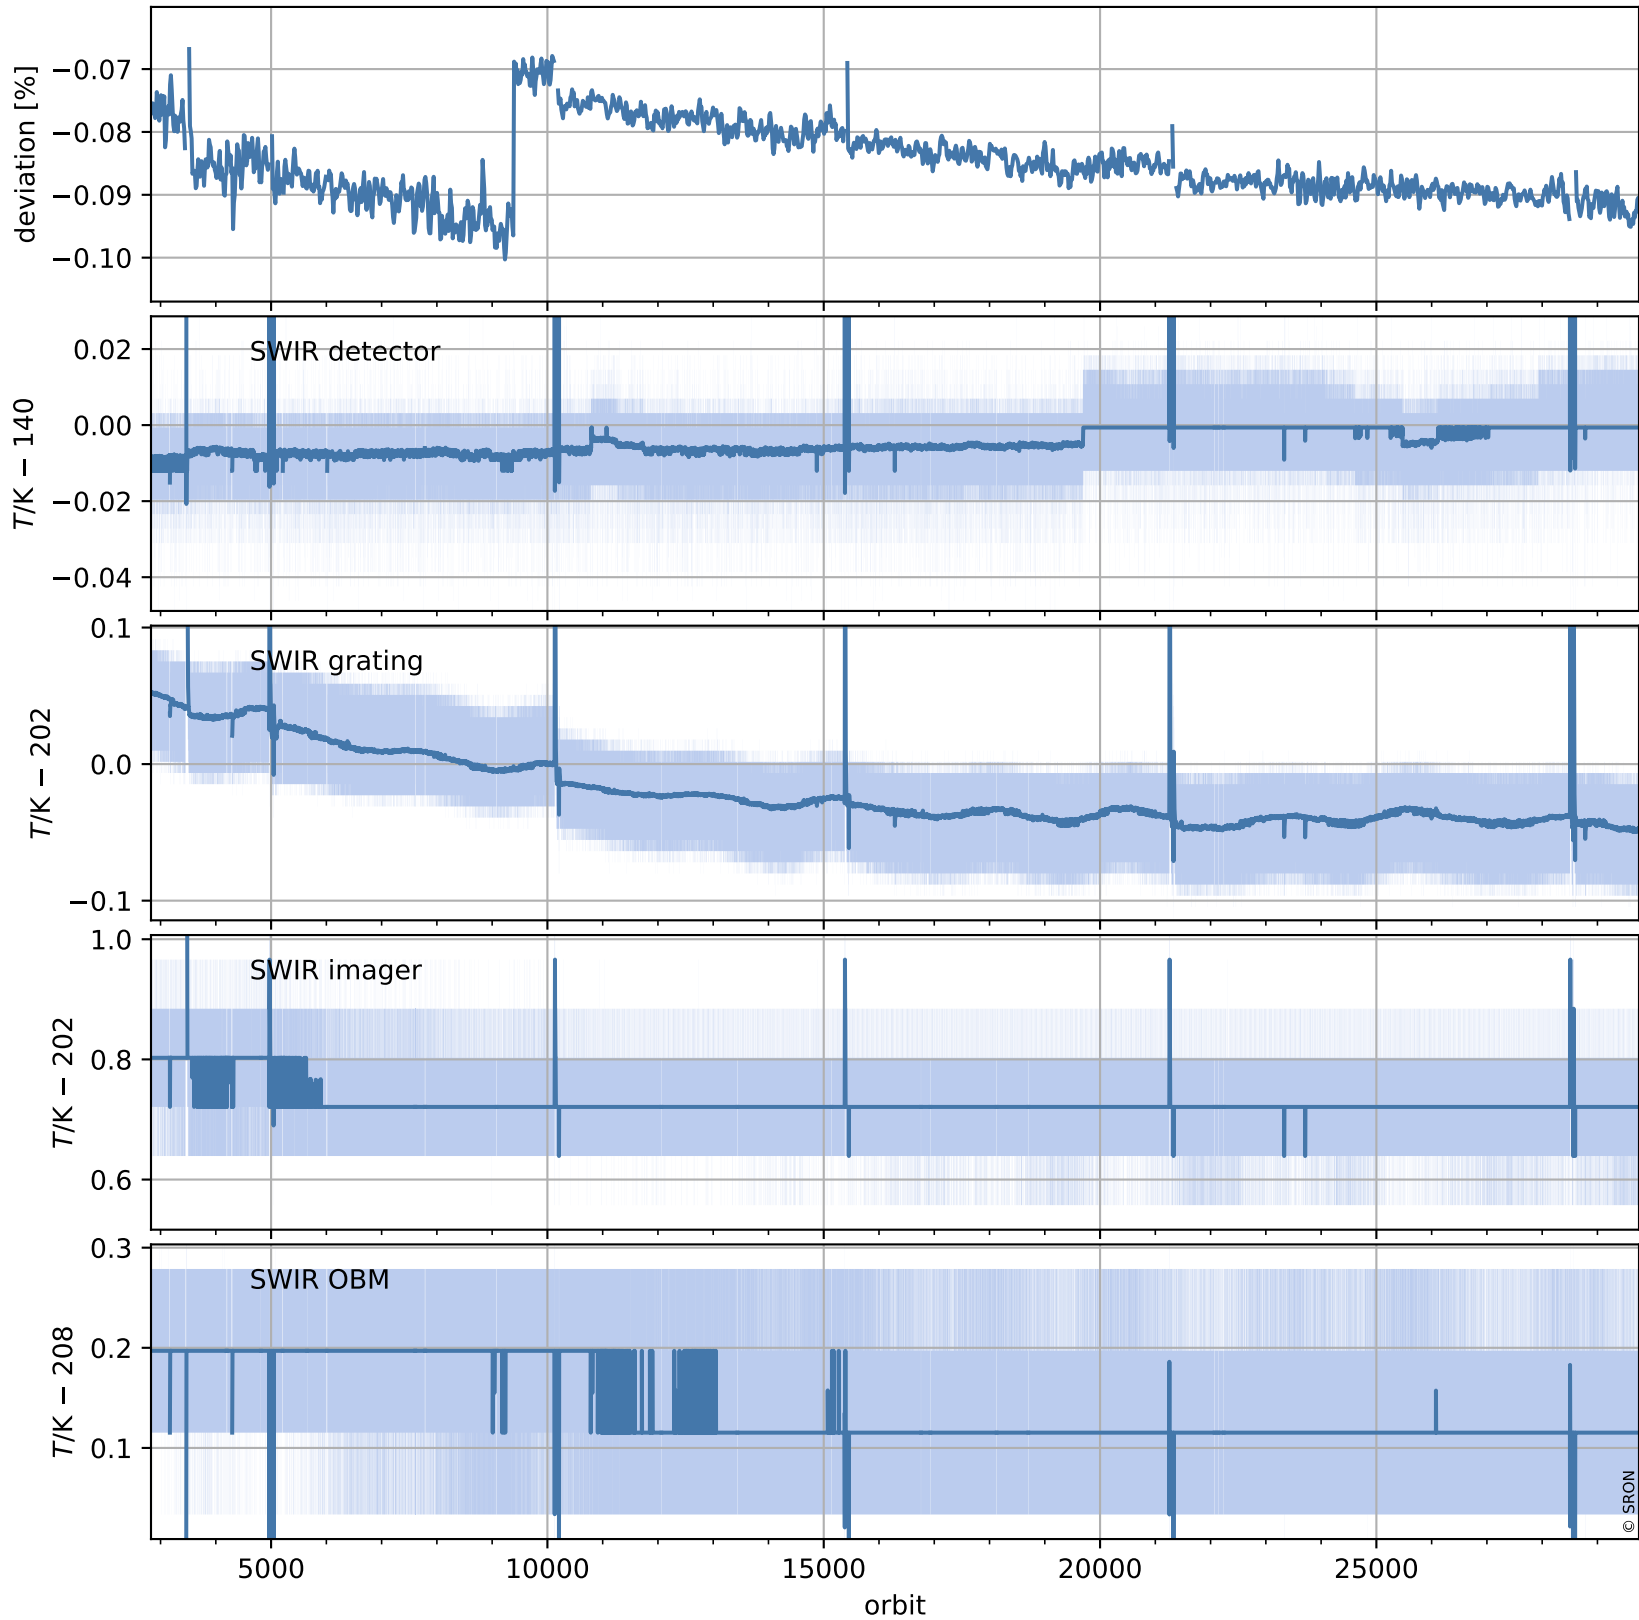 deviation [%]
−0.07
−0.08
−0.09
−0.10
SWIR detector
T/K − 140
0.02
0.00
−0.02
−0.04
SWIR grating
T/K − 202
0.1
0.0
−0.1
SWIR imager
T/K − 202
1.0
0.8
0.6
SWIR OBM
T/K − 208
0.3
0.2
0.1
© SRON
5000 10000 15000 20000 25000
orbit